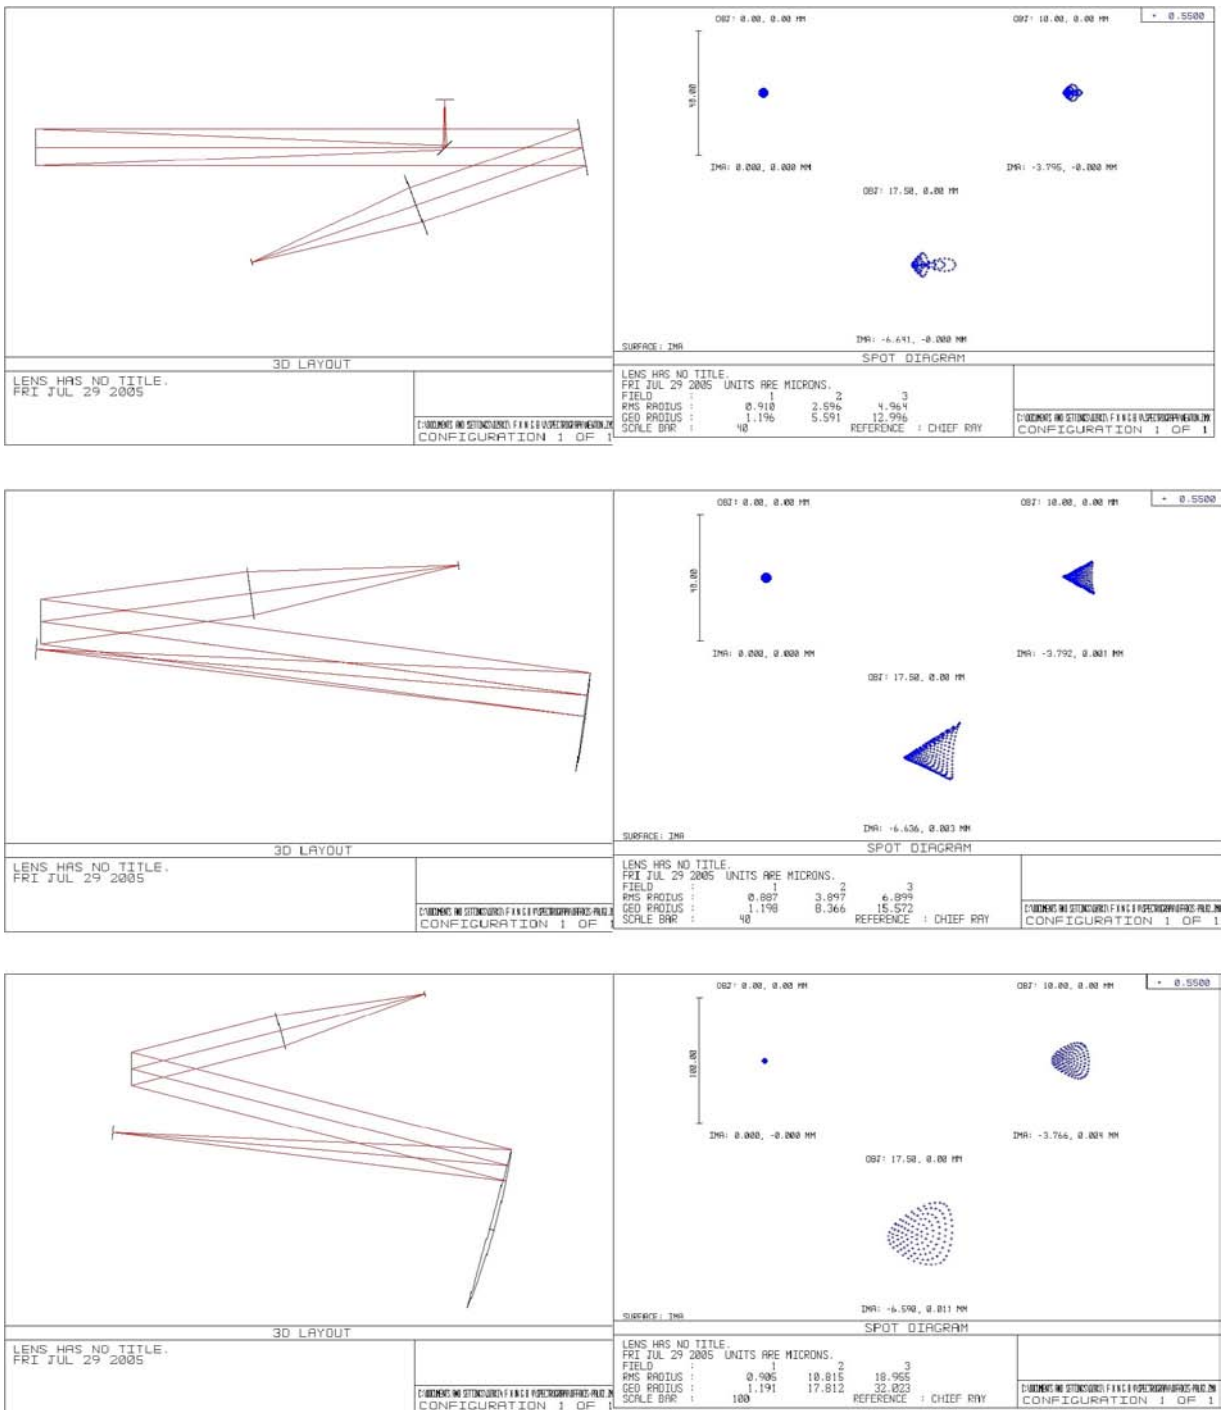 OBJ: 0.00, 0.00 MM
OBJ: 10.00, 0.00 MM
+ 0.5500
40.00
IMA: 0.000, 0.000 MM
IMA: -3.795, -0.000 MM
OBJ: 17.50, 0.00 MM
IMA: -6.641, -0.000 MM
SURFACE: IMA
3D LAYOUT
SPOT DIAGRAM
LENS HAS NO TITLE.
FRI JUL 29 2005
CONFIGURATION 1 OF 1
LENS HAS NO TITLE.
FRI JUL 29 2005 UNITS ARE MICRONS.
FIELD : 1 2 3
RMS RADIUS : 0.910 2.596 4.964
GEO RADIUS : 1.196 5.591 12.996
SCALE BAR : 40 REFERENCE : CHIEF RAY
CONFIGURATION 1 OF 1
OBJ: 0.00, 0.00 MM
OBJ: 10.00, 0.00 MM
+ 0.5500
40.00
IMA: 0.000, 0.000 MM
IMA: -3.792, 0.001 MM
OBJ: 17.50, 0.00 MM
IMA: -6.636, 0.003 MM
SURFACE: IMA
3D LAYOUT
SPOT DIAGRAM
LENS HAS NO TITLE.
FRI JUL 29 2005
CONFIGURATION 1 OF 1
LENS HAS NO TITLE.
FRI JUL 29 2005 UNITS ARE MICRONS.
FIELD : 1 2 3
RMS RADIUS : 0.887 3.897 6.899
GEO RADIUS : 1.198 8.366 15.572
SCALE BAR : 40 REFERENCE : CHIEF RAY
CONFIGURATION 1 OF 1
OBJ: 0.00, 0.00 MM
OBJ: 10.00, 0.00 MM
+ 0.5500
100.00
IMA: 0.000, -0.000 MM
IMA: -3.766, 0.004 MM
OBJ: 17.50, 0.00 MM
IMA: -6.590, 0.011 MM
SURFACE: IMA
3D LAYOUT
SPOT DIAGRAM
LENS HAS NO TITLE.
FRI JUL 29 2005
CONFIGURATION 1 OF 1
LENS HAS NO TITLE.
FRI JUL 29 2005 UNITS ARE MICRONS.
FIELD : 1 2 3
RMS RADIUS : 0.905 10.815 18.955
GEO RADIUS : 1.191 17.812 32.023
SCALE BAR : 100 REFERENCE : CHIEF RAY
CONFIGURATION 1 OF 1